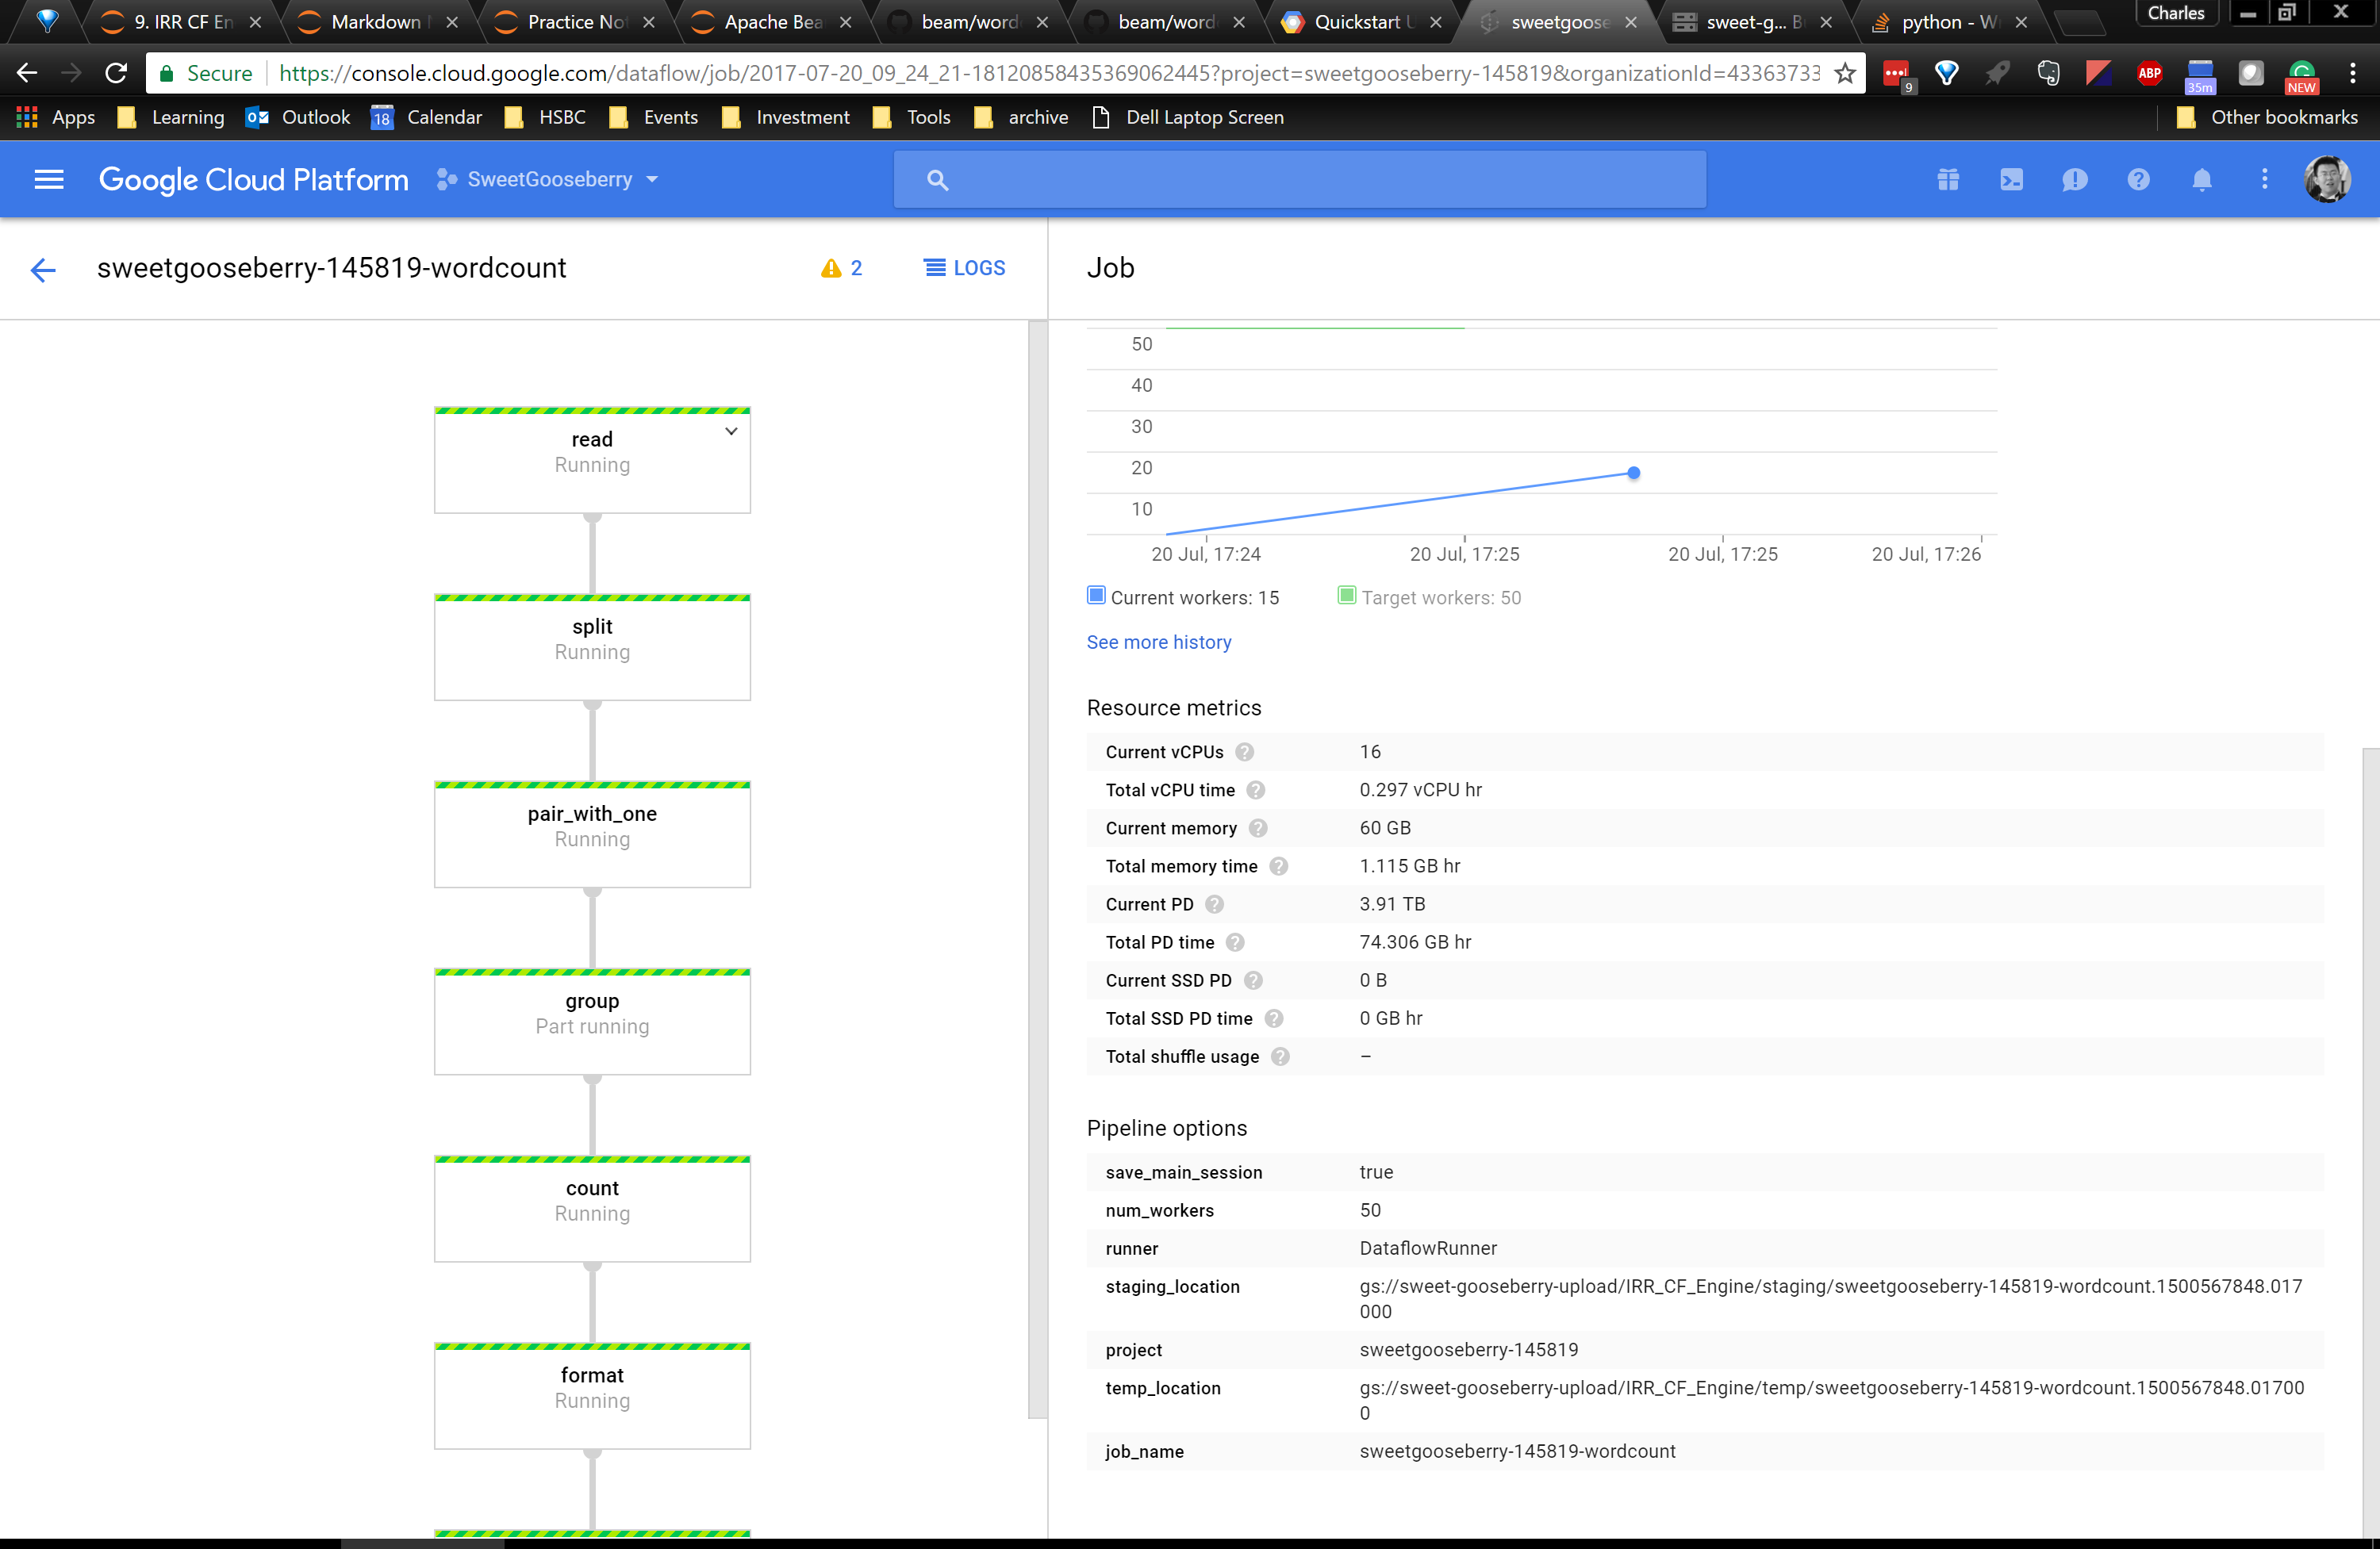 9. IRR CF En
Markdown
Practice No
Apache Bea
beam/word
beam/word
Quickstart U
sweetgoose
sweet-g... B
python - W
Charles
Secure
https://console.cloud.google.com/dataflow/job/2017-07-20_09_24_21-18120858435369062445?project=sweetgooseberry-145819&organizationId=43363733
9
ABP
35m
NEW
Apps
Learning
Outlook
18
Calendar
HSBC
Events
Investment
Tools
archive
Dell Laptop Screen
Other bookmarks
Google Cloud Platform
SweetGooseberry
sweetgooseberry-145819-wordcount
2
LOGS
read
Running
split
Running
pair_with_one
Running
group
Part running
count
Running
format
Running
Job
50
40
30
20
10
20 Jul, 17:24
20 Jul, 17:25
20 Jul, 17:25
20 Jul, 17:26
Current workers: 15
Target workers: 50
See more history
Resource metrics
Current vCPUs ? 16
Total vCPU time ? 0.297 vCPU hr
Current memory ? 60 GB
Total memory time ? 1.115 GB hr
Current PD ? 3.91 TB
Total PD time ? 74.306 GB hr
Current SSD PD ? 0 B
Total SSD PD time ? 0 GB hr
Total shuffle usage ? –
Pipeline options
save_main_session true
num_workers 50
runner DataflowRunner
staging_location gs://sweet-gooseberry-upload/IRR_CF_Engine/staging/sweetgooseberry-145819-wordcount.1500567848.017
000
project sweetgooseberry-145819
temp_location gs://sweet-gooseberry-upload/IRR_CF_Engine/temp/sweetgooseberry-145819-wordcount.1500567848.01700
0
job_name sweetgooseberry-145819-wordcount